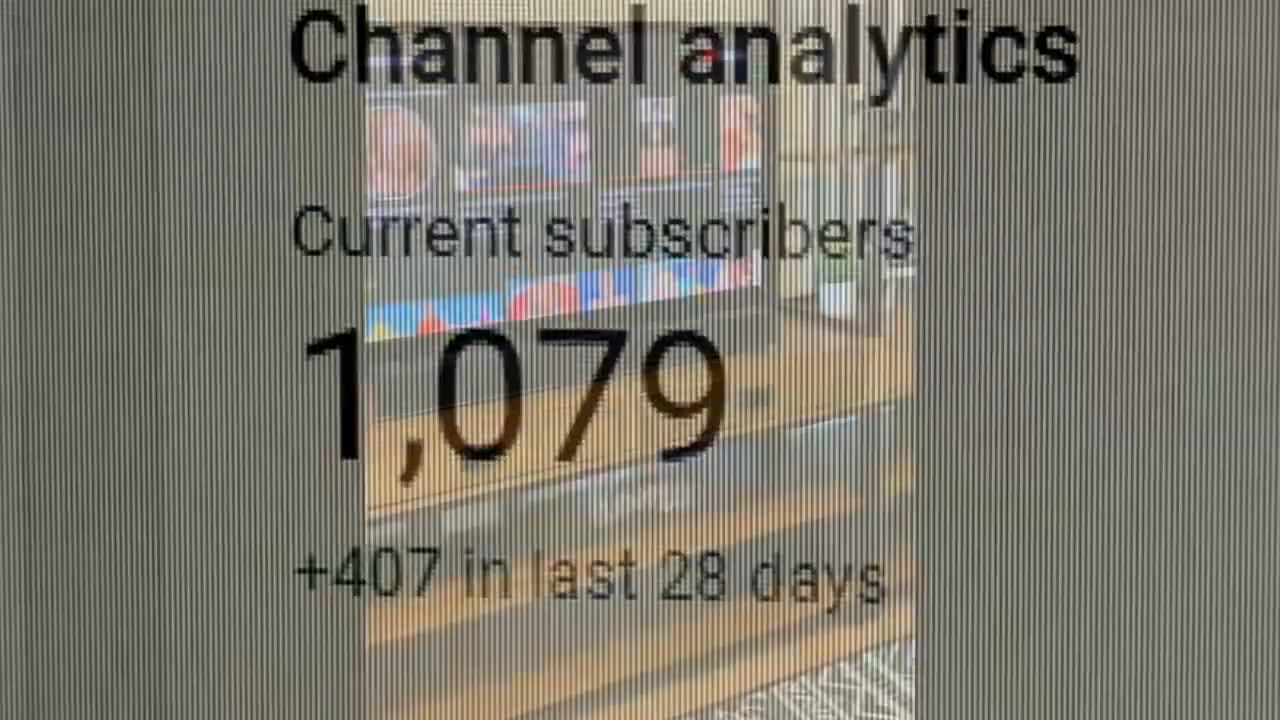 Channel analytics
Current subscribers
1,079
+407 in last 28 days